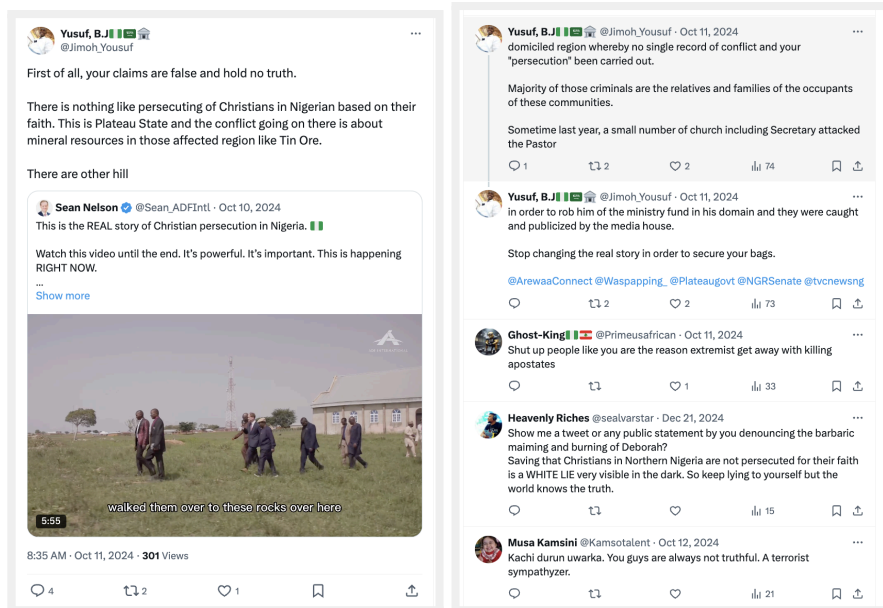 Yusuf, B.J
@Jimoh_Yousuf
First of all, your claims are false and hold no truth.
There is nothing like persecuting of Christians in Nigerian based on their
faith. This is Plateau State and the conflict going on there is about
mineral resources in those affected region like Tin Ore.
There are other hill
Sean Nelson @Sean_ADFIntl · Oct 10, 2024
This is the REAL story of Christian persecution in Nigeria.
Watch this video until the end. It's powerful. It's important. This is happening
RIGHT NOW.
...
Show more
walked them over to these rocks over here
5:55
8:35 AM · Oct 11, 2024 · 301 Views
4 2 1
Yusuf, B.J @Jimoh_Yousuf · Oct 11, 2024
domiciled region whereby no single record of conflict and your
"persecution" been carried out.
Majority of those criminals are the relatives and families of the occupants
of these communities.
Sometime last year, a small number of church including Secretary attacked
the Pastor
1 2 2 74
Yusuf, B.J @Jimoh_Yousuf · Oct 11, 2024
in order to rob him of the ministry fund in his domain and they were caught
and publicized by the media house.
Stop changing the real story in order to secure your bags.
@ArewaaConnect @Waspapping_ @Plateaugovt @NGRSenate @tvcnewsng
2 2 73
Ghost-King @Primeusafrican · Oct 11, 2024
Shut up people like you are the reason extremist get away with killing
apostates
1 33
Heavenly Riches @sealvarstar · Dec 21, 2024
Show me a tweet or any public statement by you denouncing the barbaric
maiming and burning of Deborah?
Saving that Christians in Northern Nigeria are not persecuted for their faith
is a WHITE LIE very visible in the dark. So keep lying to yourself but the
world knows the truth.
15
Musa Kamsini @Kamsotalent · Oct 12, 2024
Kachi durun uwarka. You guys are always not truthful. A terrorist
sympathyzer.
21